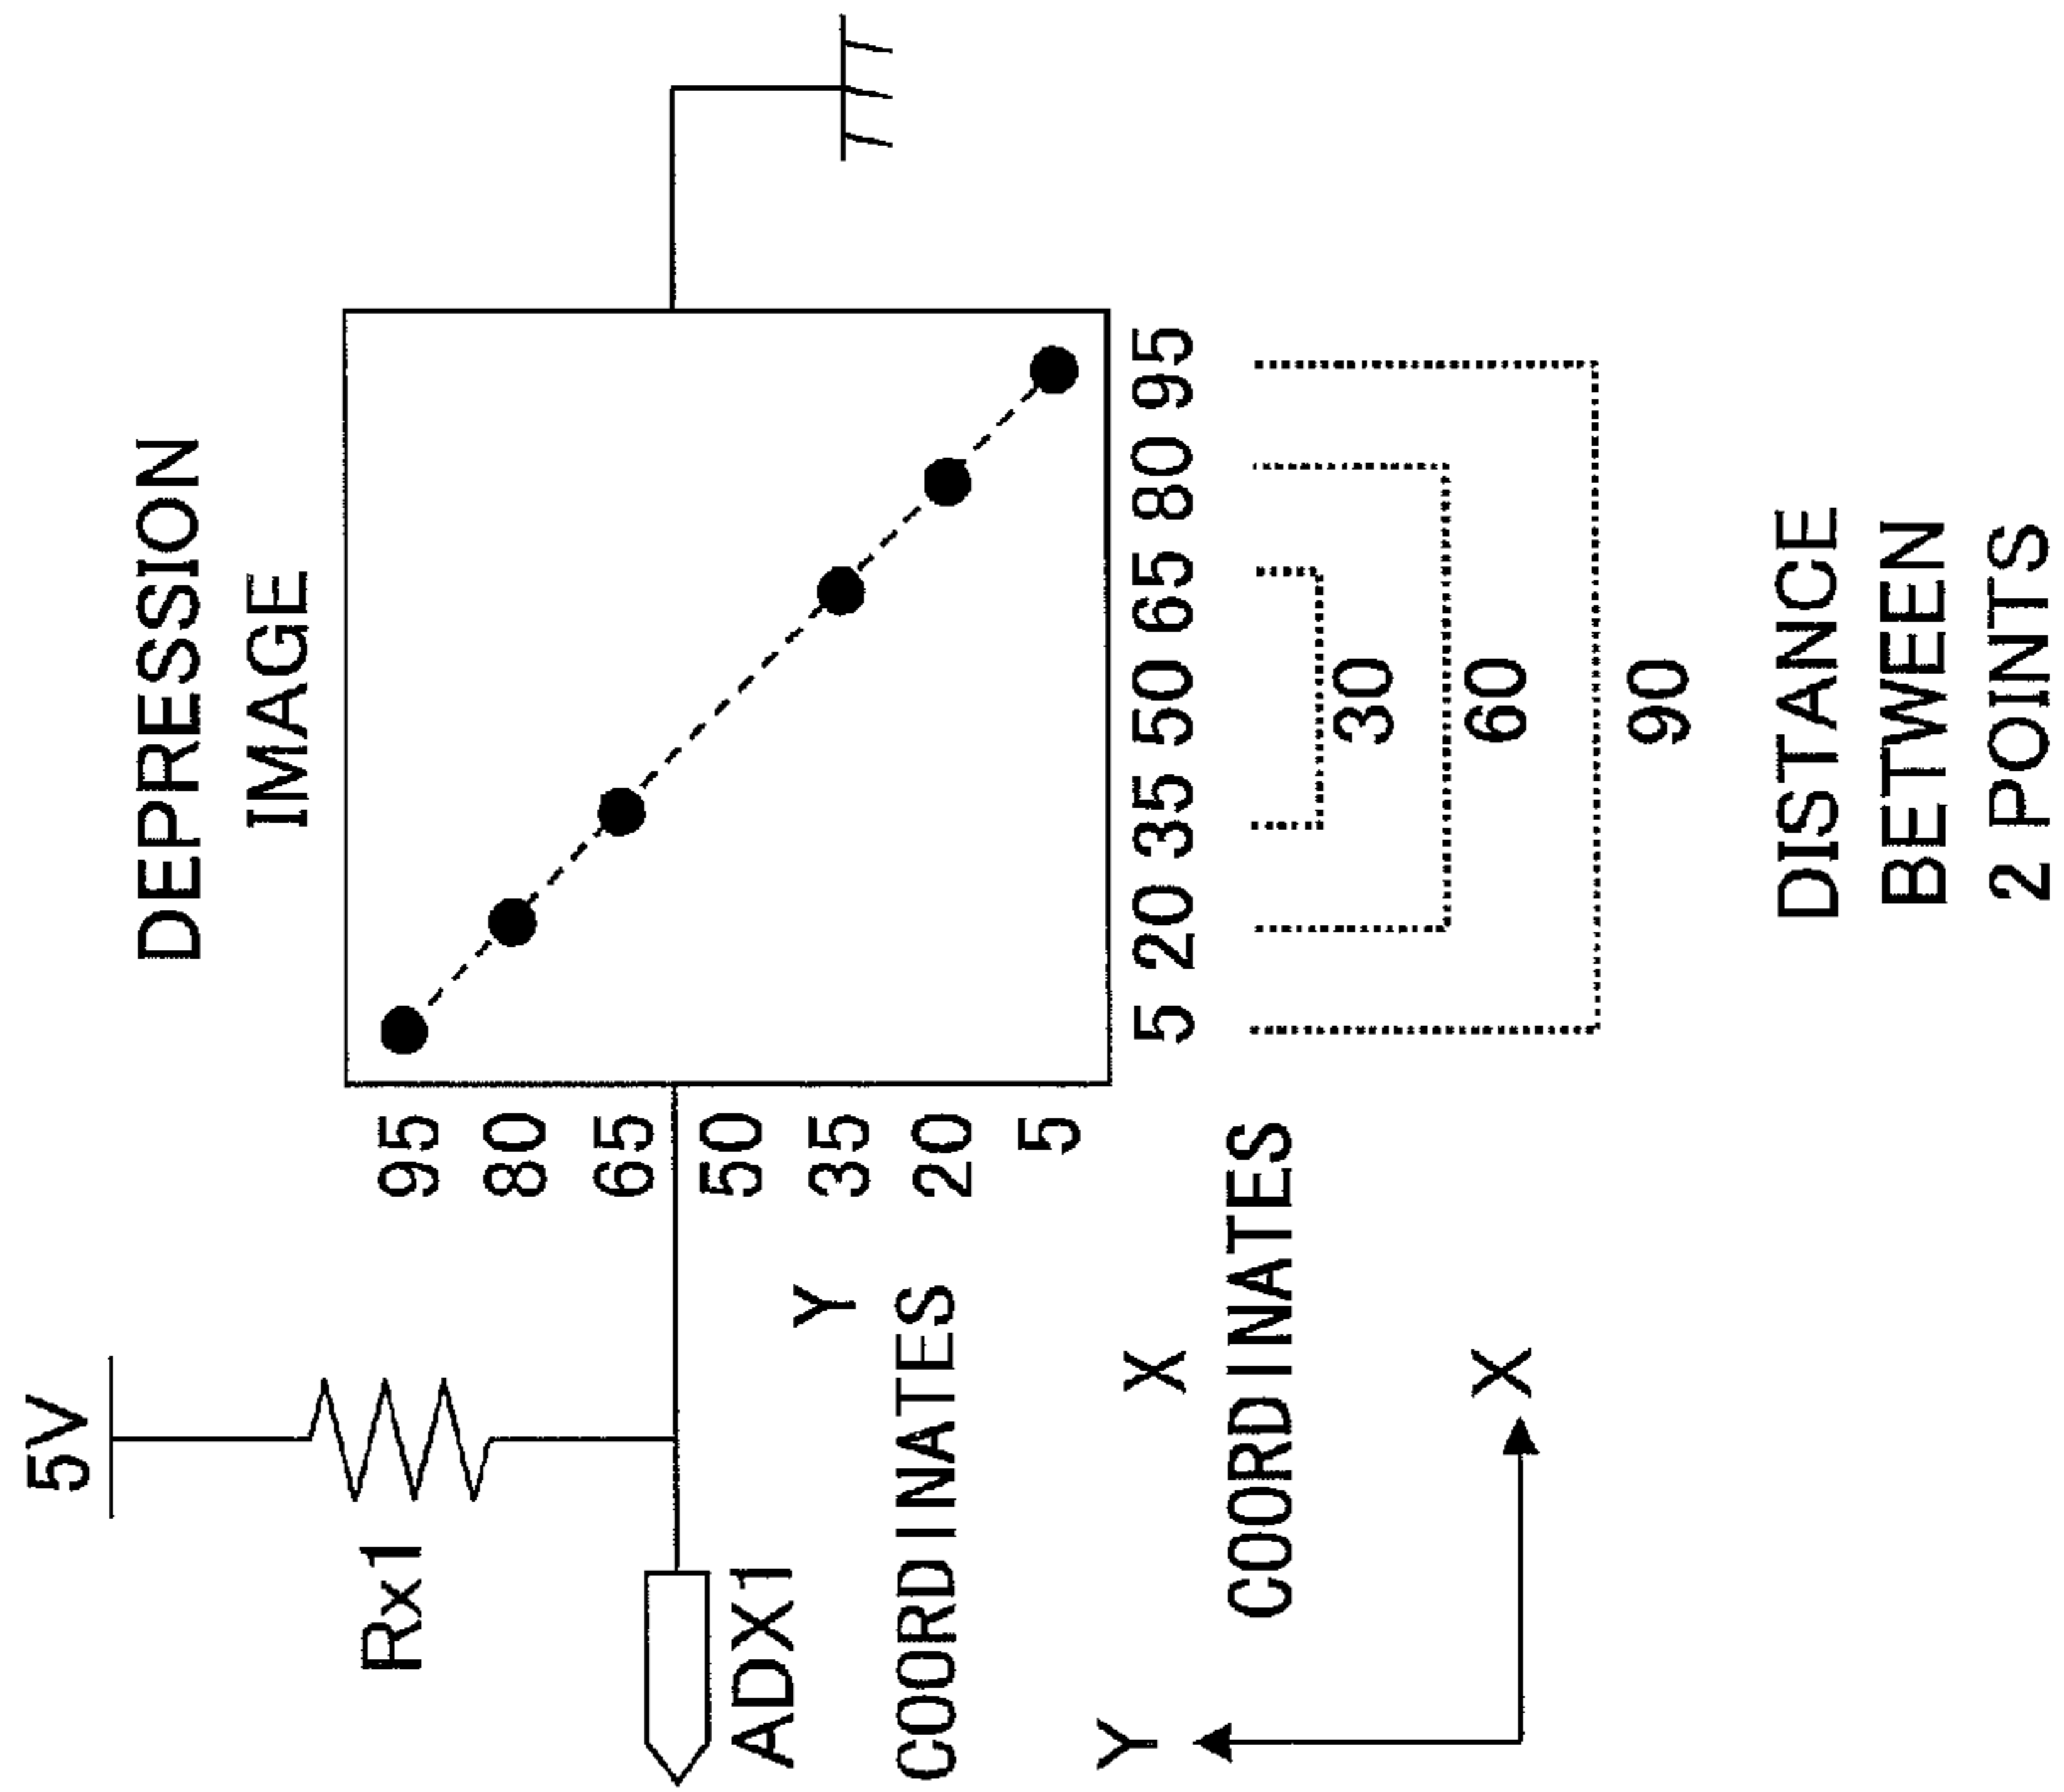 5V
DEPRESSION
IMAGE
Rx1
95
80
65
50
35
20
5
ADX1
Y
COORDINATES
X
COORDINATES
5 20 35 50 65 80 95
30
60
90
Y
X
DISTANCE
BETWEEN
2 POINTS